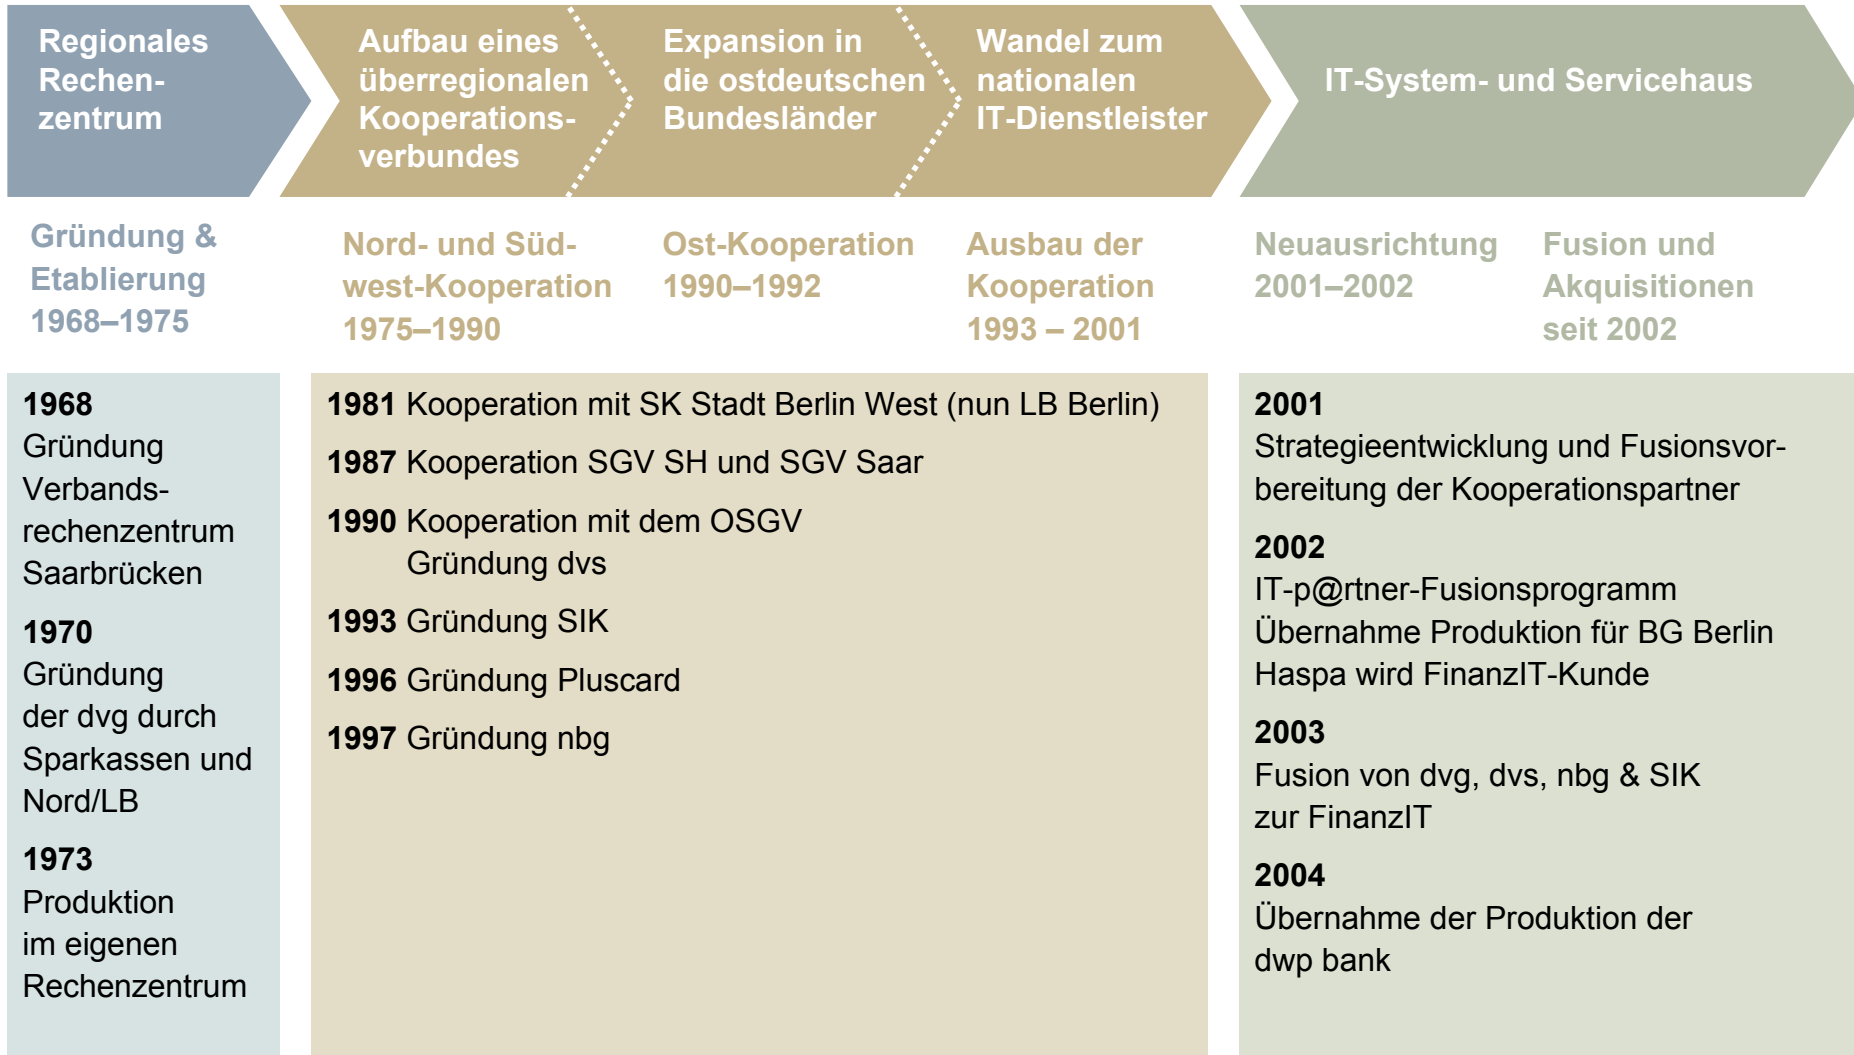 Regionales
Rechen-
zentrum
Aufbau eines
überregionalen
Kooperations-
verbundes
Expansion in
die ostdeutschen
Bundesländer
Wandel zum
nationalen
IT-Dienstleister
IT-System- und Servicehaus
Gründung &
Etablierung
1968–1975
Nord- und Süd-
west-Kooperation
1975–1990
Ost-Kooperation
1990–1992
Ausbau der
Kooperation
1993 – 2001
Neuausrichtung
2001–2002
Fusion und
Akquisitionen
seit 2002
1968
Gründung
Verbands-
rechenzentrum
Saarbrücken
1970
Gründung
der dvg durch
Sparkassen und
Nord/LB
1973
Produktion
im eigenen
Rechenzentrum
1981 Kooperation mit SK Stadt Berlin West (nun LB Berlin)
1987 Kooperation SGV SH und SGV Saar
1990 Kooperation mit dem OSGV
Gründung dvs
1993 Gründung SIK
1996 Gründung Pluscard
1997 Gründung nbg
2001
Strategieentwicklung und Fusionsvor-
bereitung der Kooperationspartner
2002
IT-p@rtner-Fusionsprogramm
Übernahme Produktion für BG Berlin
Haspa wird FinanzIT-Kunde
2003
Fusion von dvg, dvs, nbg & SIK
zur FinanzIT
2004
Übernahme der Produktion der
dwp bank